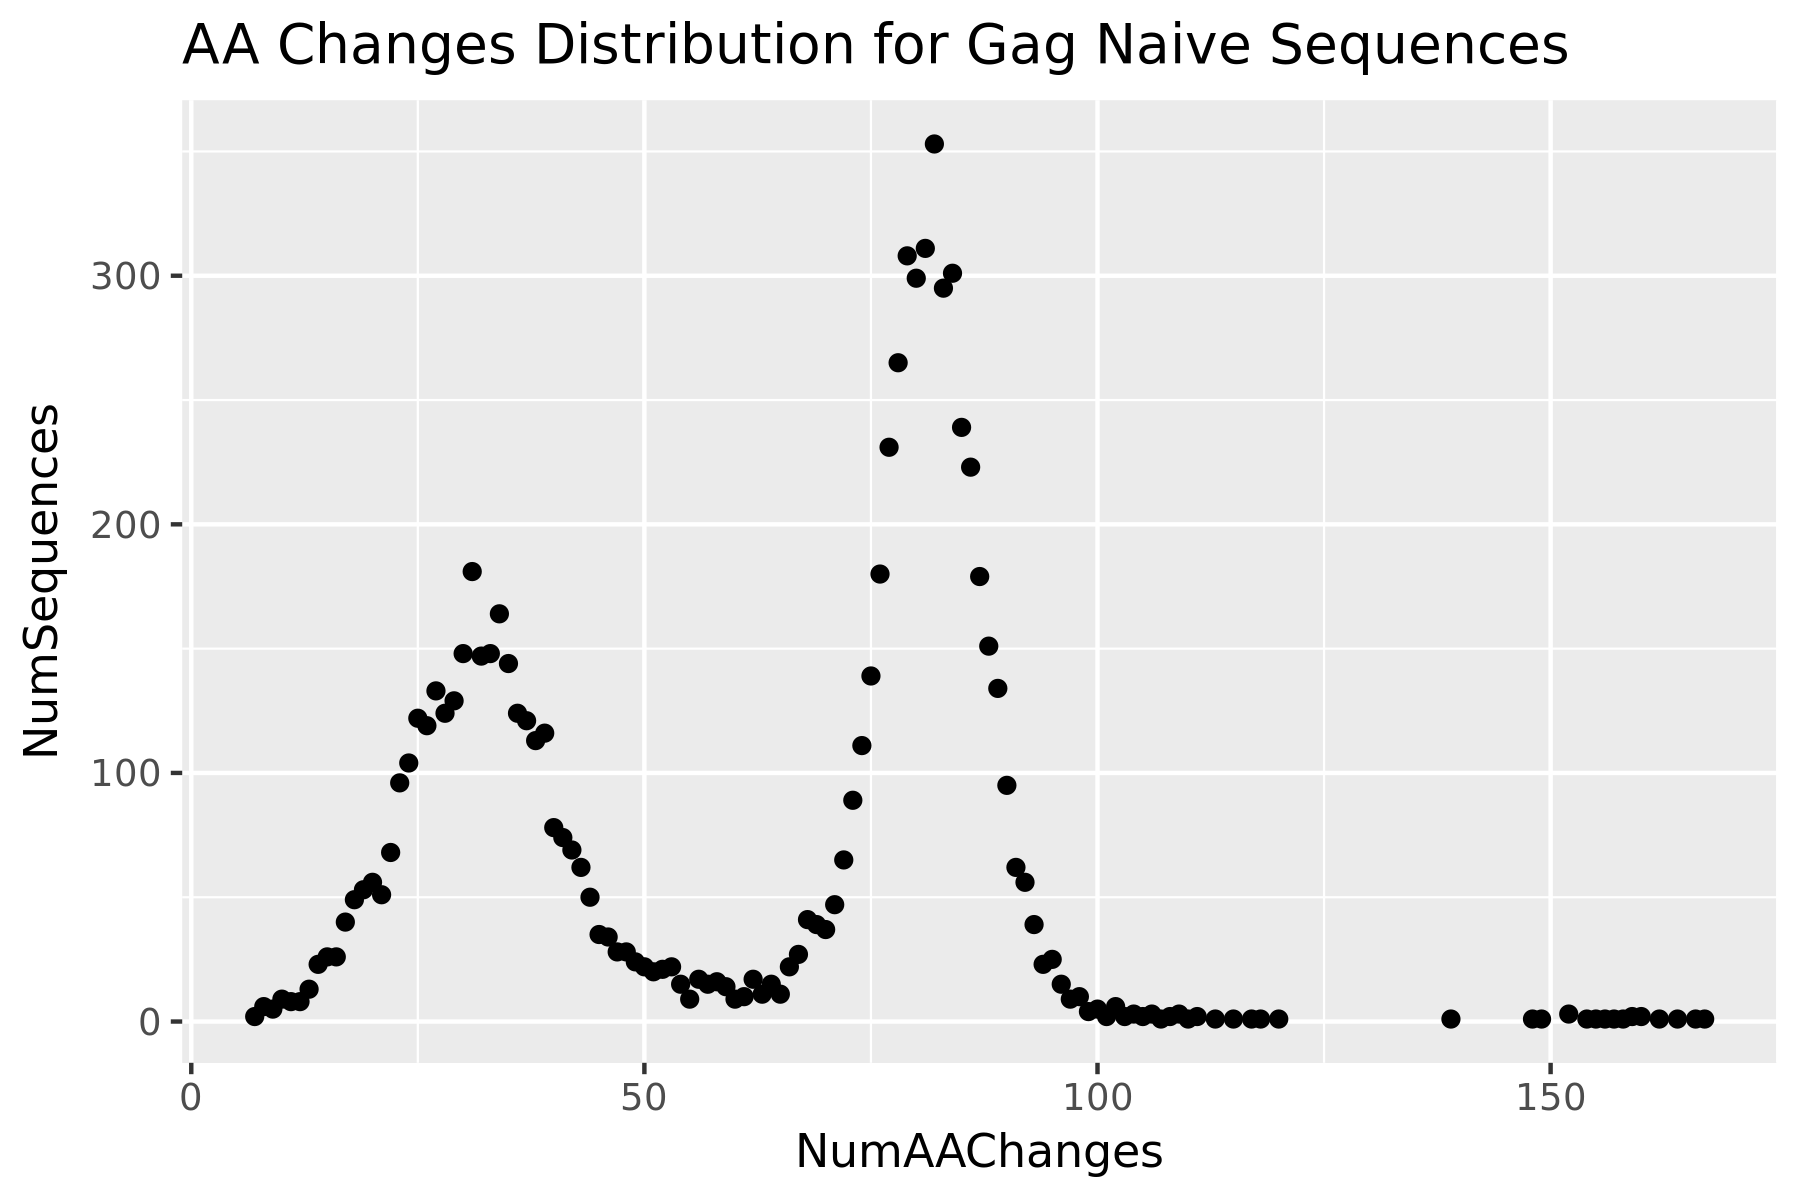 AA Changes Distribution for Gag Naive Sequences
NumSequences
300
200
100
0
0 50 100 150
NumAAChanges